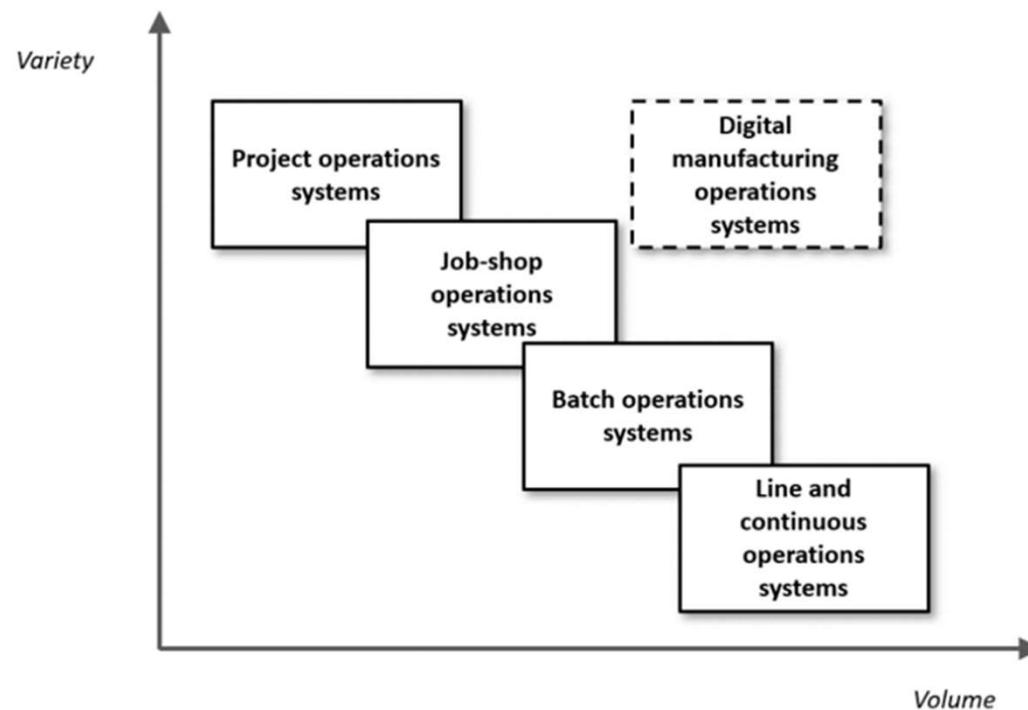 Variety
Project operations
systems
Digital
manufacturing
operations
systems
Job-shop
operations
systems
Batch operations
systems
Line and
continuous
operations
systems
Volume